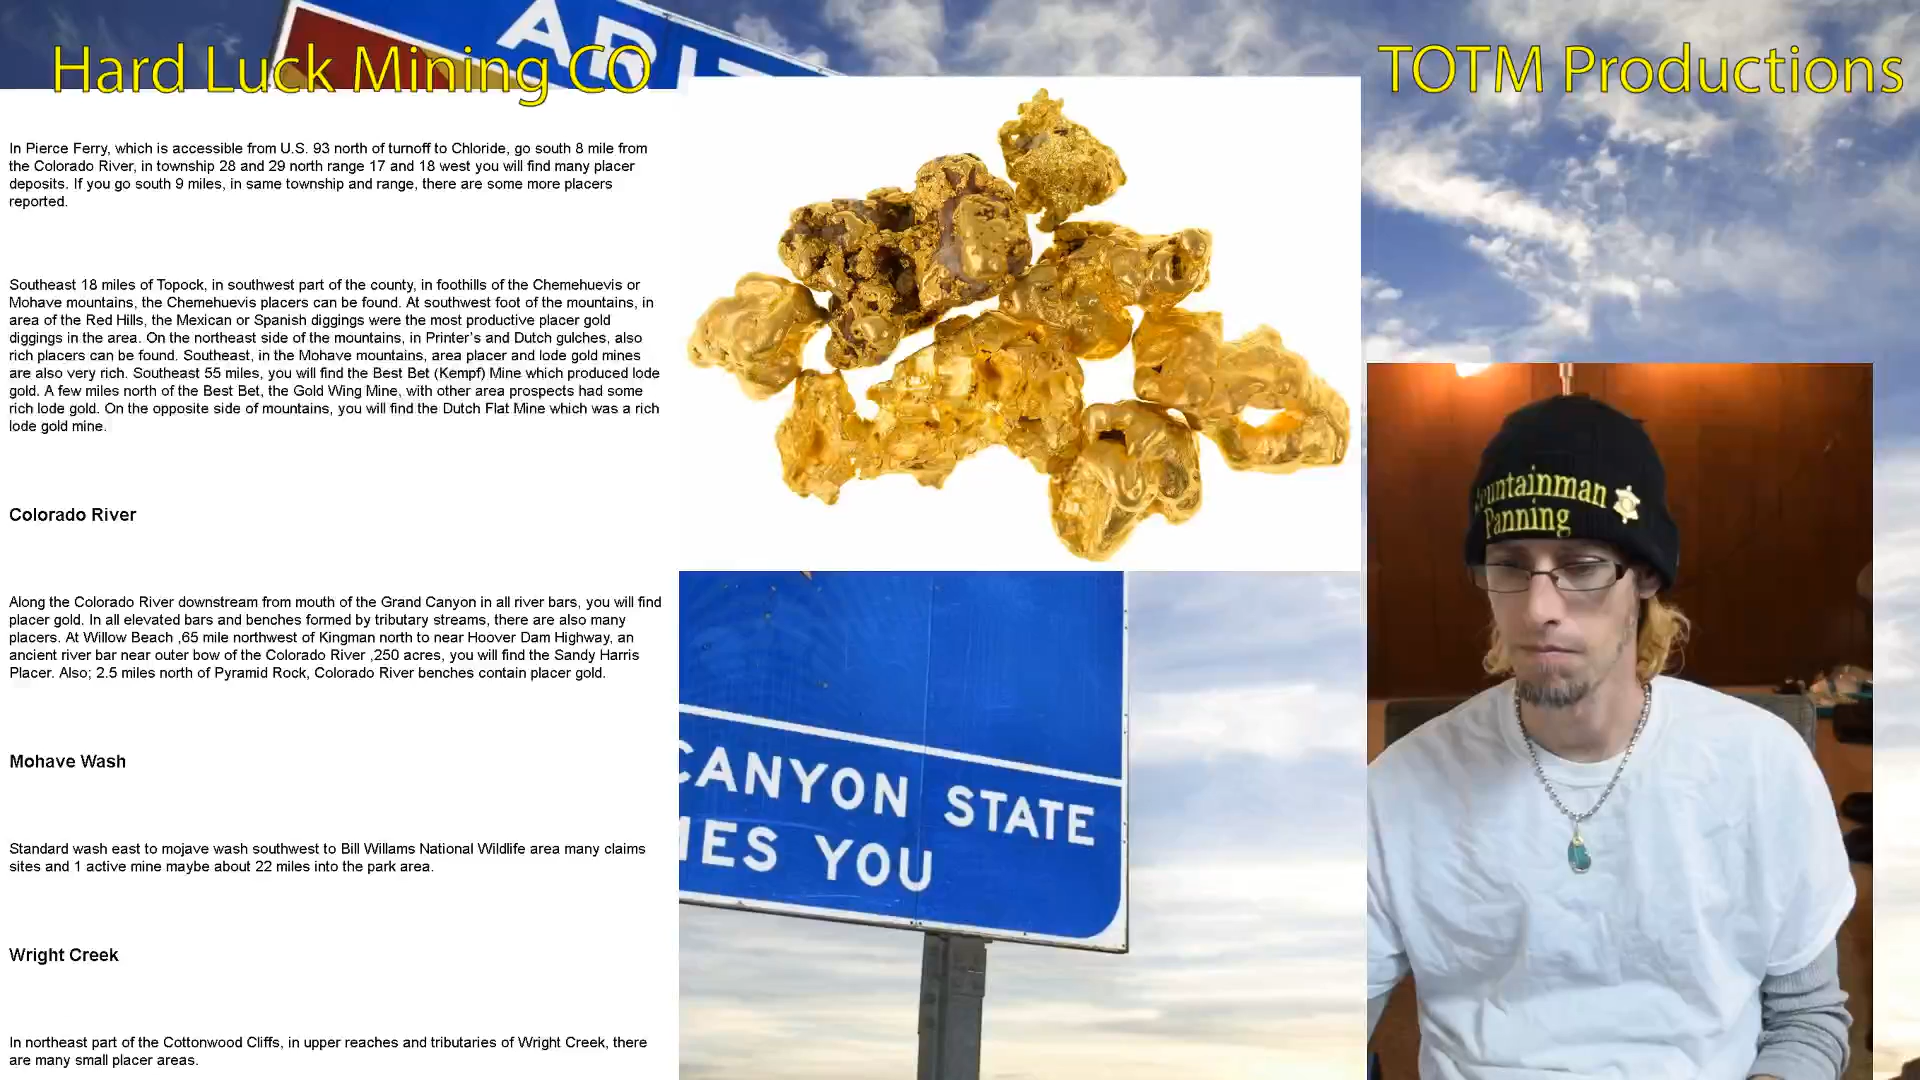 Hard Luck Mining CO
TOTM Productions
In Pierce Ferry, which is accessible from U.S. 93 north of turnoff to Chloride, go south 8 mile from
the Colorado River, in township 28 and 29 north range 17 and 18 west you will find many placer
deposits. If you go south 9 miles, in same township and range, there are some more placers
reported.
Southeast 18 miles of Topock, in southwest part of the county, in foothills of the Chemehuevis or
Mohave mountains, the Chemehuevis placers can be found. At southwest foot of the mountains, in
area of the Red Hills, the Mexican or Spanish diggings were the most productive placer gold
diggings in the area. On the northeast side of the mountains, in Printer's and Dutch gulches, also
rich placers can be found. Southeast, in the Mohave mountains, area placer and lode gold mines
are also very rich. Southeast 55 miles, you will find the Best Bet (Kempf) Mine which produced lode
gold. A few miles north of the Best Bet, the Gold Wing Mine, with other area prospects had some
rich lode gold. On the opposite side of mountains, you will find the Dutch Flat Mine which was a rich
lode gold mine.
Colorado River
Along the Colorado River downstream from mouth of the Grand Canyon in all river bars, you will find
placer gold. In all elevated bars and benches formed by tributary streams, there are also many
placers. At Willow Beach ,65 mile northwest of Kingman north to near Hoover Dam Highway, an
ancient river bar near outer bow of the Colorado River ,250 acres, you will find the Sandy Harris
Placer. Also; 2.5 miles north of Pyramid Rock, Colorado River benches contain placer gold.
Mohave Wash
Standard wash east to mojave wash southwest to Bill Willams National Wildlife area many claims
sites and 1 active mine maybe about 22 miles into the park area.
Wright Creek
In northeast part of the Cottonwood Cliffs, in upper reaches and tributaries of Wright Creek, there
are many small placer areas.
CANYON STATE
MES YOU
untainman
Panning